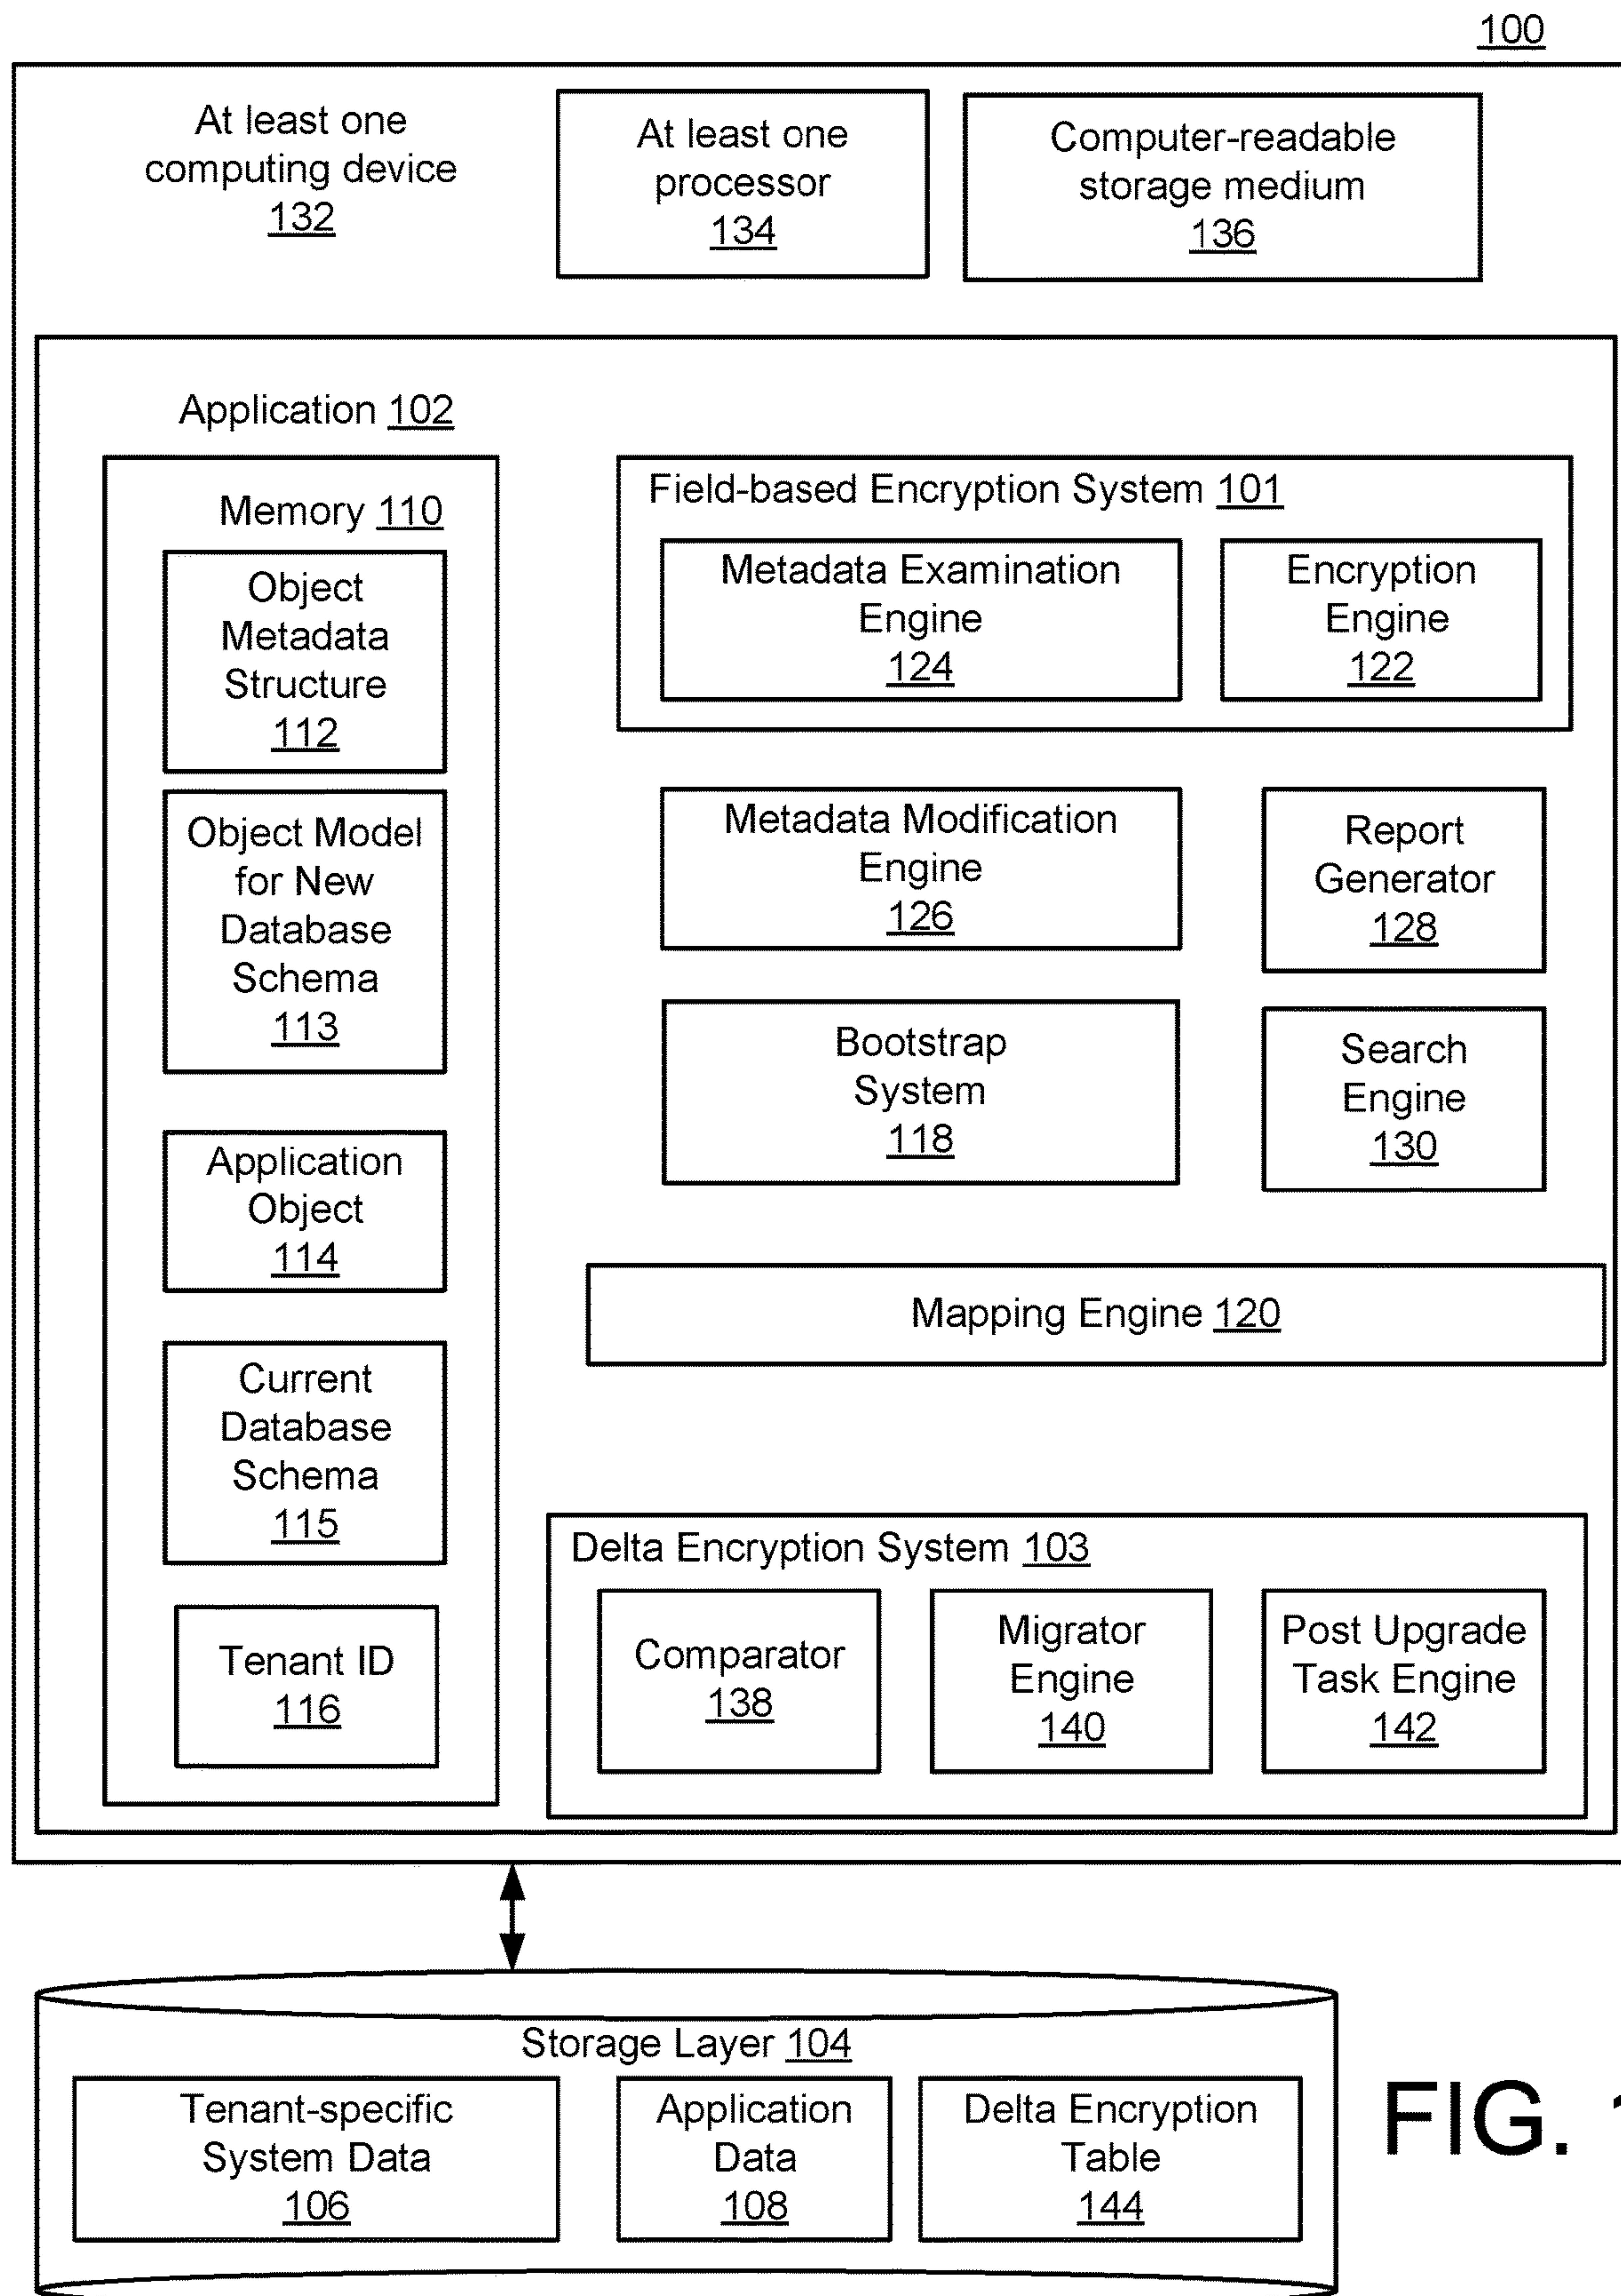 100
At least one
computing device
132
At least one
processor
134
Computer-readable
storage medium
136
Application 102
Memory 110
Object
Metadata
Structure
112
Object Model
for New
Database
Schema
113
Application
Object
114
Current
Database
Schema
115
Tenant ID
116
Field-based Encryption System 101
Metadata Examination
Engine
124
Encryption
Engine
122
Metadata Modification
Engine
126
Report
Generator
128
Bootstrap
System
118
Search
Engine
130
Mapping Engine 120
Delta Encryption System 103
Comparator
138
Migrator
Engine
140
Post Upgrade
Task Engine
142
Storage Layer 104
Tenant-specific
System Data
106
Application
Data
108
Delta Encryption
Table
144
FIG. 1